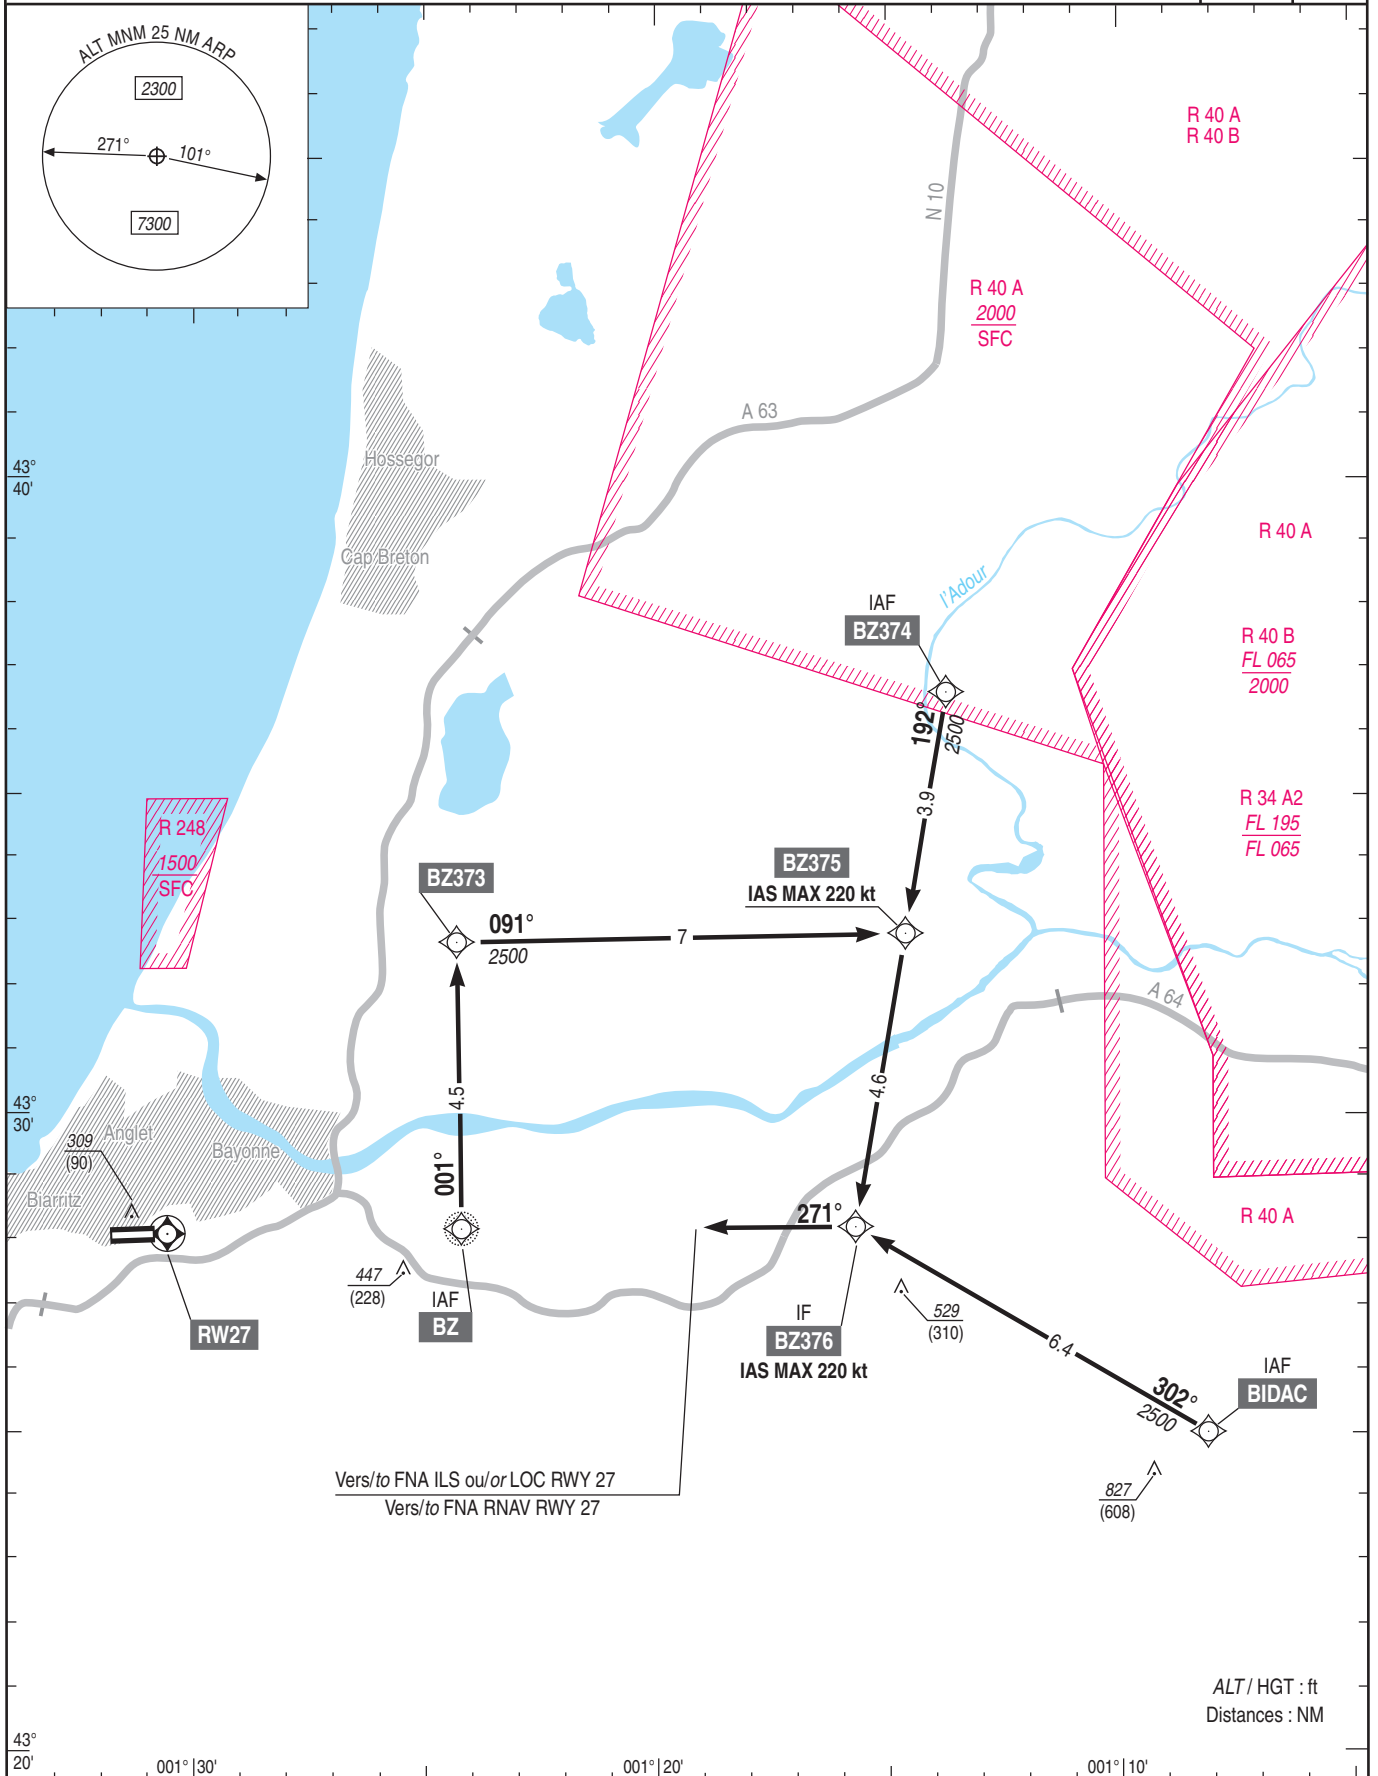 ALT MNM 25 NM ARP
2300
271°
101°
7300
R 40 A
R 40 B
N 10
R 40 A
2000
SFC
A 63
Hossegor
43°
40'
R 40 A
Cap Breton
l'Adour
IAF
BZ374
R 40 B
FL 065
2000
192°
2500
3.9
R 34 A2
FL 195
FL 065
R 248
1500
SFC
BZ375
IAS MAX 220 kt
BZ373
091°
2500
7
A 64
4.6
4.5
43°
30'
309
(90)
Anglet
Bayonne
001°
Biarritz
271°
R 40 A
447
(228)
IAF
BZ
RW27
IF
BZ376
IAS MAX 220 kt
529
(310)
6.4
IAF
BIDAC
302°
2500
Vers/to FNA ILS ou/or LOC RWY 27
Vers/to FNA RNAV RWY 27
827
(608)
ALT / HGT : ft
Distances : NM
43°
20'
001° 30'
001° 20'
001° 10'